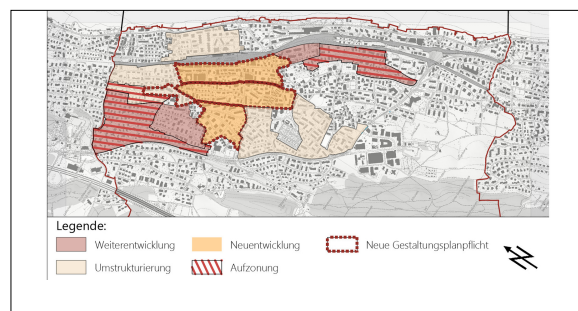 Legende:
Weiterentwicklung Neuentwicklung Neue Gestaltungsplanpflicht
Umstrukturierung Aufzonung